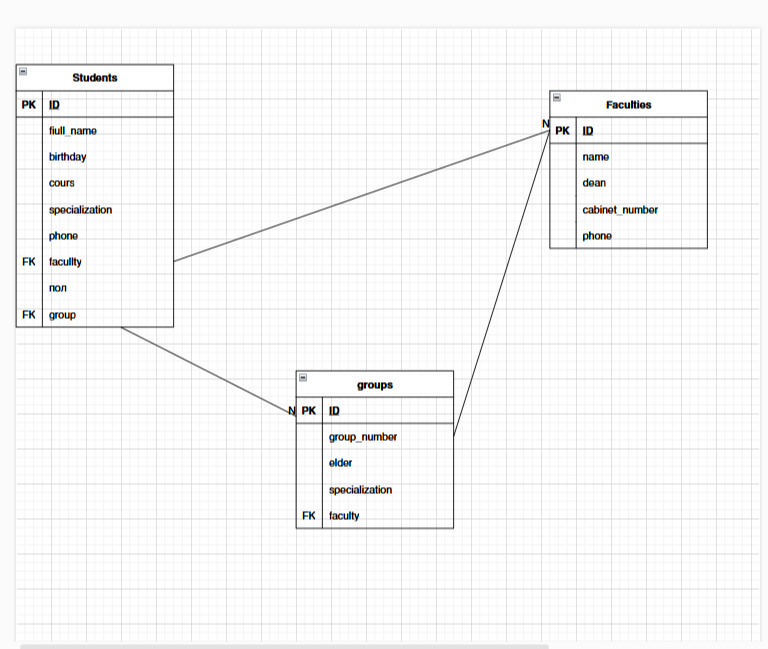 Students
PK ID
fiull_name
birthday
cours
specialization
phone
FK facullty
пол
FK group
N
Faculties
PK ID
name
dean
cabinet_number
phone
groups
N PK ID
group_number
elder
specialization
FK faculty